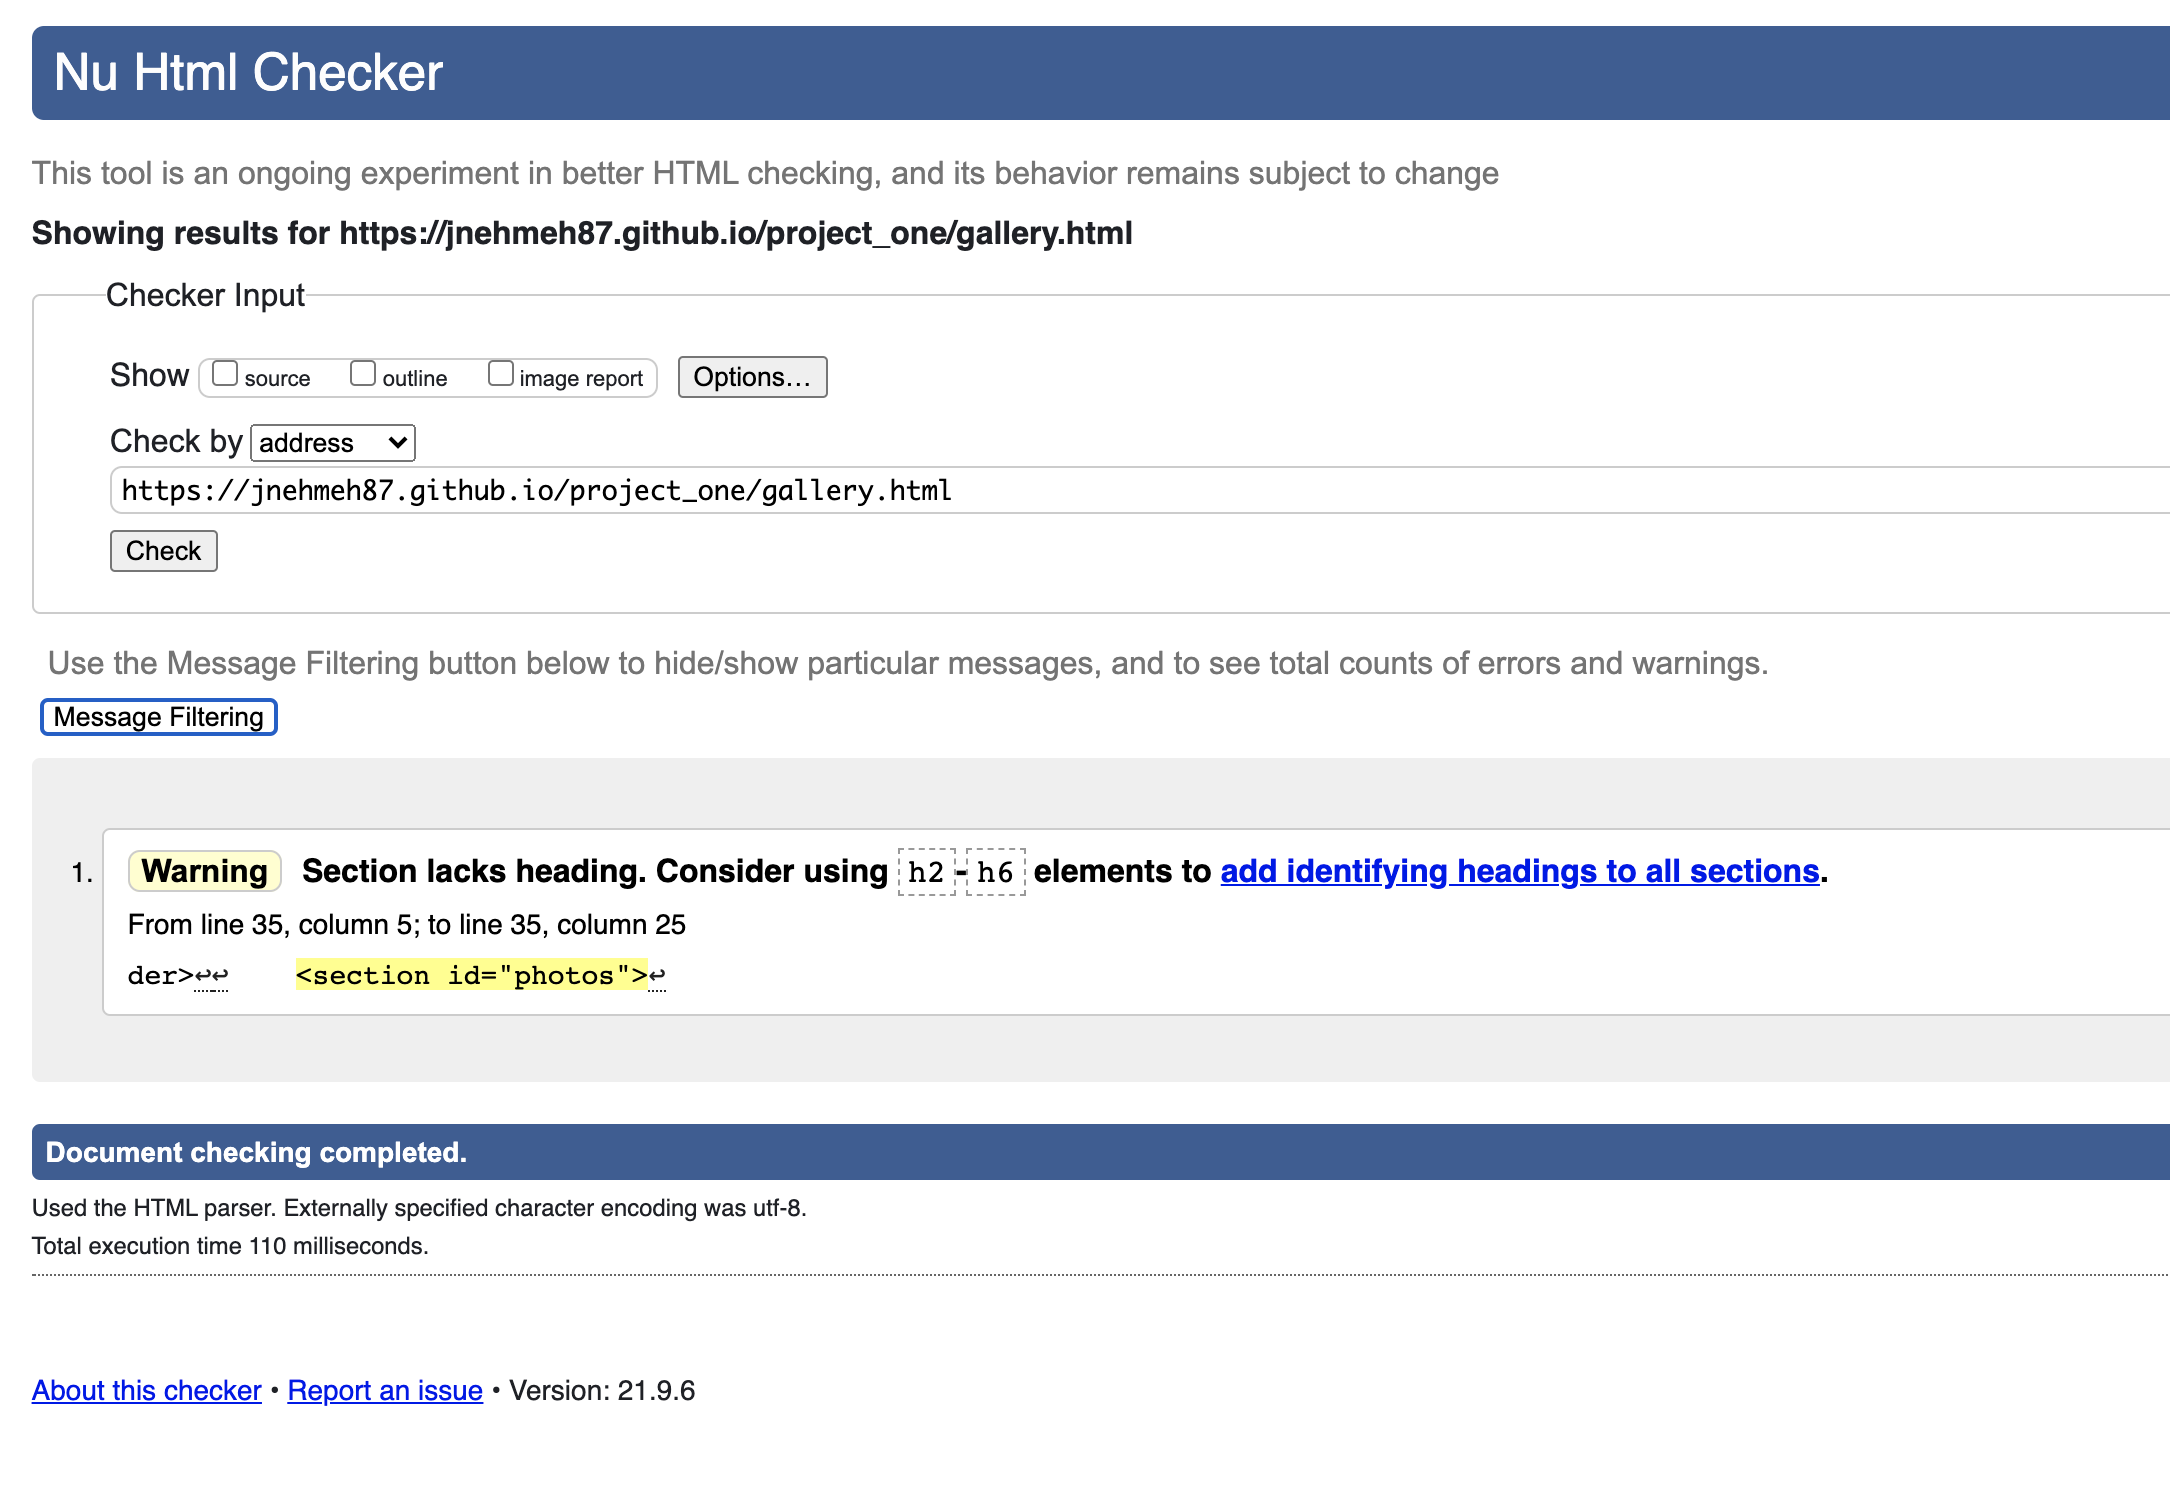 Nu Html Checker
This tool is an ongoing experiment in better HTML checking, and its behavior remains subject to change
Showing results for https://jnehmeh87.github.io/project_one/gallery.html
Checker Input
Show source outline image report Options...
Check by address
https://jnehmeh87.github.io/project_one/gallery.html
Check
Use the Message Filtering button below to hide/show particular messages, and to see total counts of errors and warnings.
Message Filtering
1. Warning Section lacks heading. Consider using h2-h6 elements to add identifying headings to all sections.
From line 35, column 5; to line 35, column 25
der>↩↩    <section id="photos">↩
Document checking completed.
Used the HTML parser. Externally specified character encoding was utf-8.
Total execution time 110 milliseconds.
About this checker • Report an issue • Version: 21.9.6